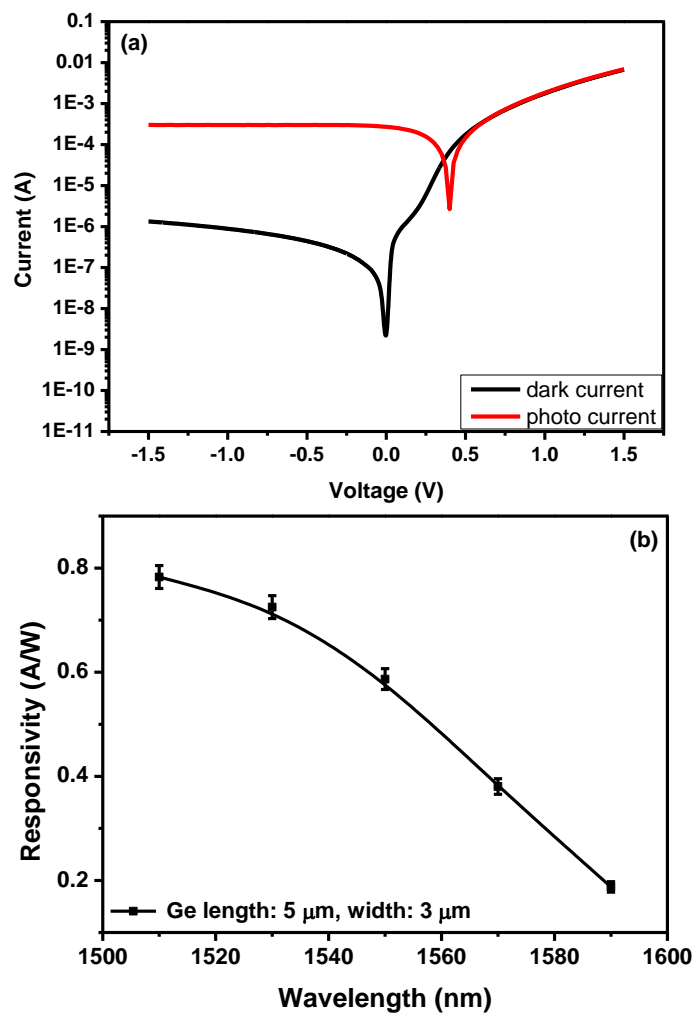 (a)
0.01
1E-3
1E-4
1E-5
1E-6
1E-7
1E-8
1E-9
1E-10
1E-11
Current (A)
-1.5 -1.0 -0.5 0.0 0.5 1.0 1.5
Voltage (V)
dark current
photo current
(b)
0.8
0.6
0.4
0.2
Responsivity (A/W)
Ge length: 5 μm, width: 3 μm
1500 1520 1540 1560 1580 1600
Wavelength (nm)